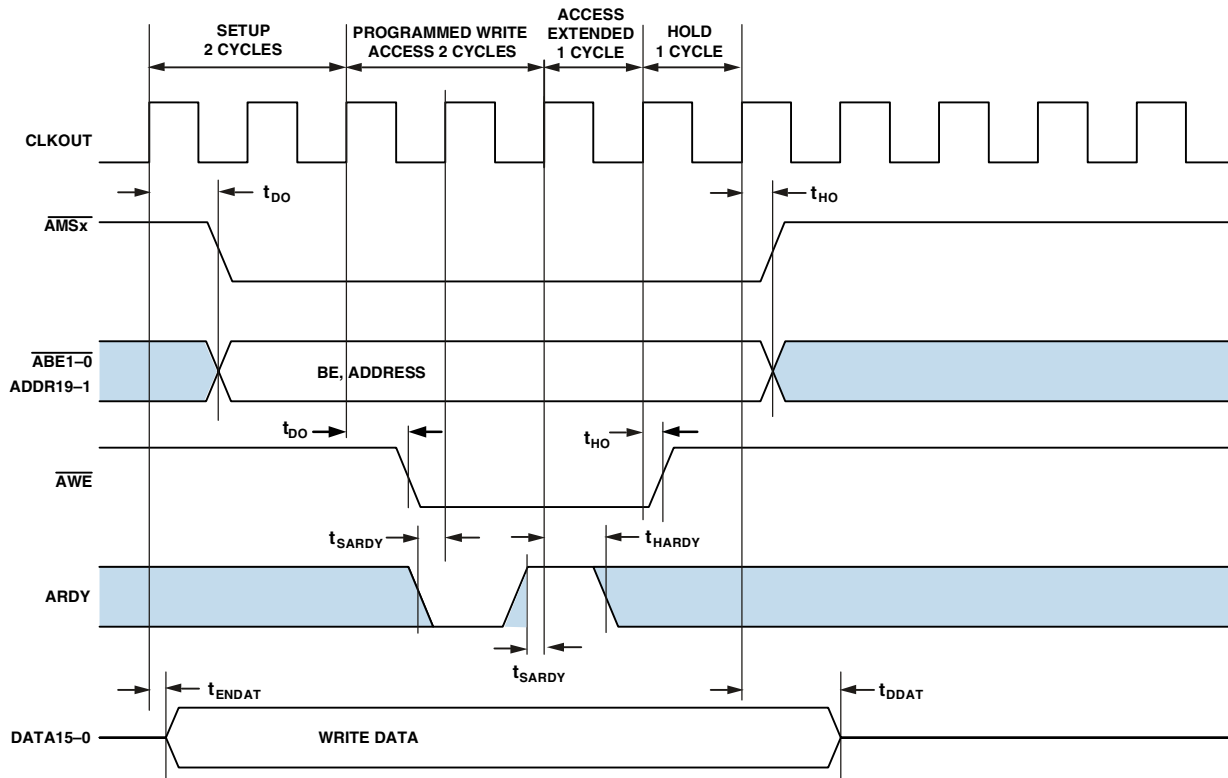 SETUP
2 CYCLES
PROGRAMMED WRITE
ACCESS 2 CYCLES
ACCESS
EXTENDED
1 CYCLE
HOLD
1 CYCLE
CLKOUT
tDO
tHO
AMSx
ABE1–0
ADDR19–1
BE, ADDRESS
tDO
tHO
AWE
tSARDY
tHARDY
ARDY
tSARDY
tENDAT
tDDAT
DATA15–0
WRITE DATA